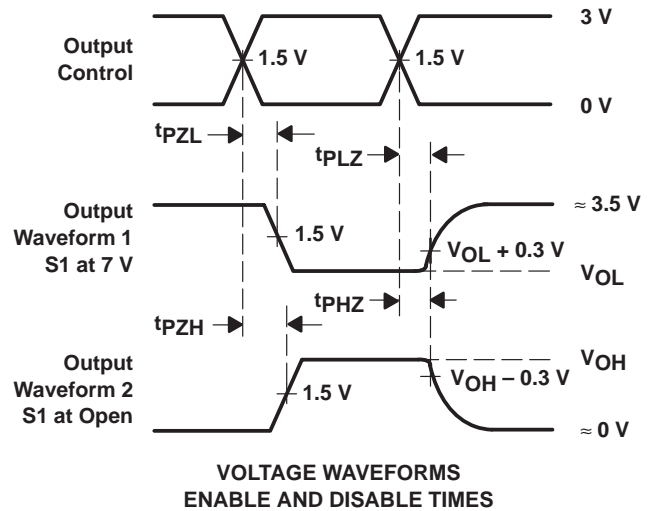 3 V
Output
Control
1.5 V
1.5 V
0 V
tPZL
tPLZ
Output
Waveform 1
S1 at 7 V
≈ 3.5 V
1.5 V
VOL + 0.3 V
VOL
tPHZ
tPZH
Output
Waveform 2
S1 at Open
VOH
VOH – 0.3 V
1.5 V
≈ 0 V
VOLTAGE WAVEFORMS
ENABLE AND DISABLE TIMES